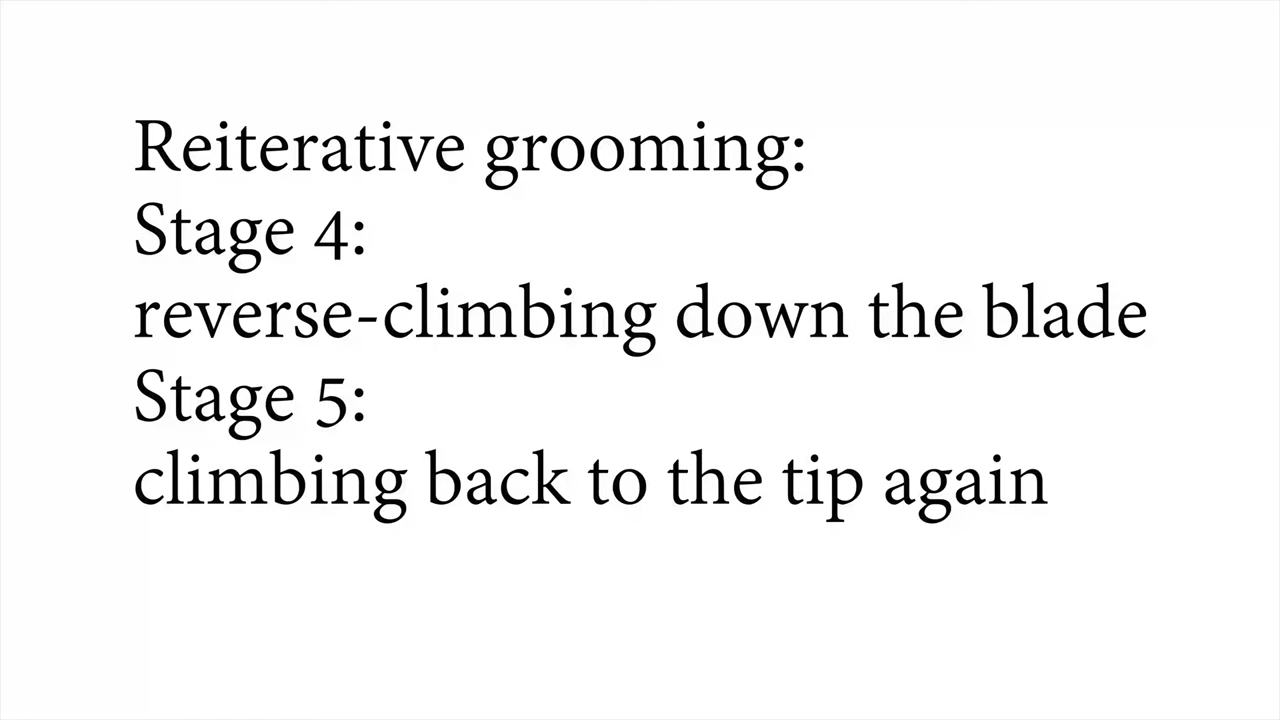 Reiterative grooming:
Stage 4:
reverse-climbing down the blade
Stage 5:
climbing back to the tip again